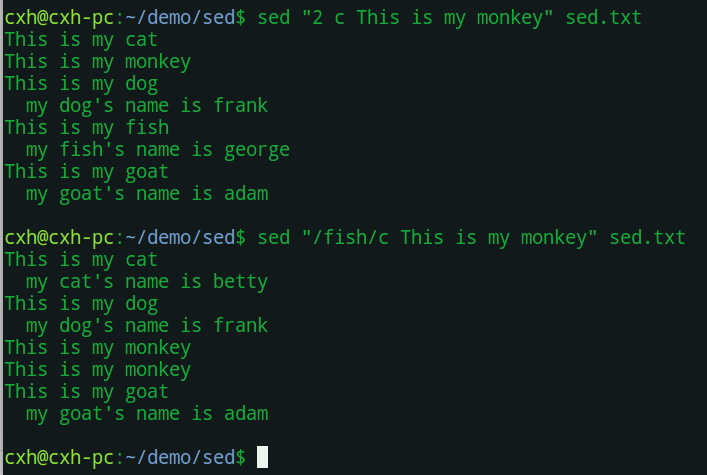 cxh@cxh-pc:~/demo/sed$ sed "2 c This is my monkey" sed.txt
This is my cat
This is my monkey
This is my dog
  my dog's name is frank
This is my fish
  my fish's name is george
This is my goat
  my goat's name is adam

cxh@cxh-pc:~/demo/sed$ sed "/fish/c This is my monkey" sed.txt
This is my cat
  my cat's name is betty
This is my dog
  my dog's name is frank
This is my monkey
This is my monkey
This is my goat
  my goat's name is adam

cxh@cxh-pc:~/demo/sed$